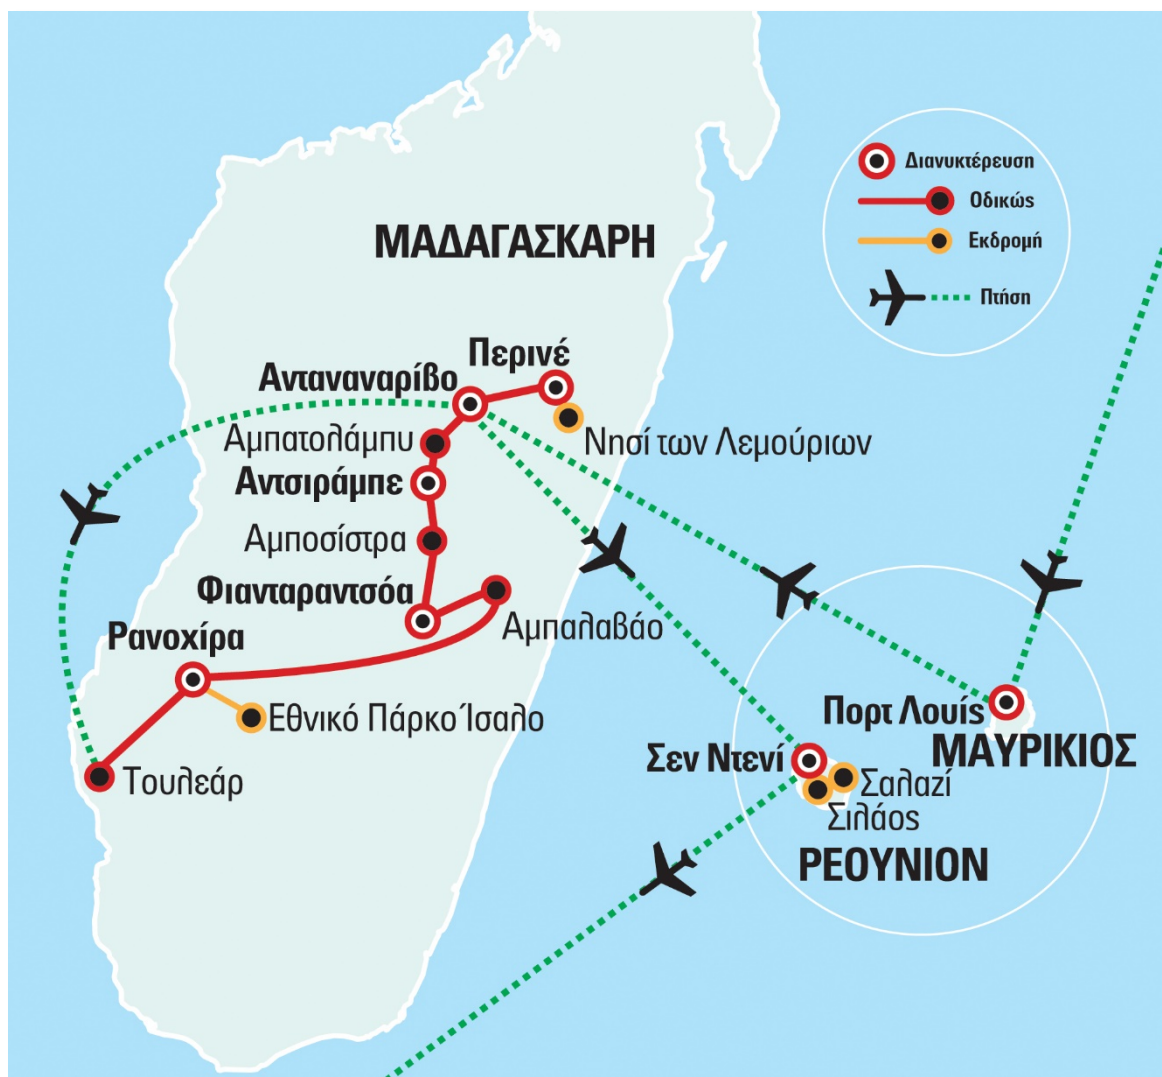 Διανυκτέρευση
Οδικώς
Εκδρομή
Πτήση
ΜΑΔΑΓΑΣΚΑΡΗ
Περινέ
Ανταναναρίβο
Νησί των Λεμούριων
Αμπατολάμπυ
Αντσιράμπε
Αμποσίστρα
Φιανταραντσόα
Αμπαλαβάο
Ρανοχίρα
Εθνικό Πάρκο Ίσαλο
Τουλεάρ
Πορτ Λουίς
ΜΑΥΡΙΚΙΟΣ
Σεν Ντενί
Σαλαζί
Σιλάος
ΡΕΟΥΝΙΟΝ